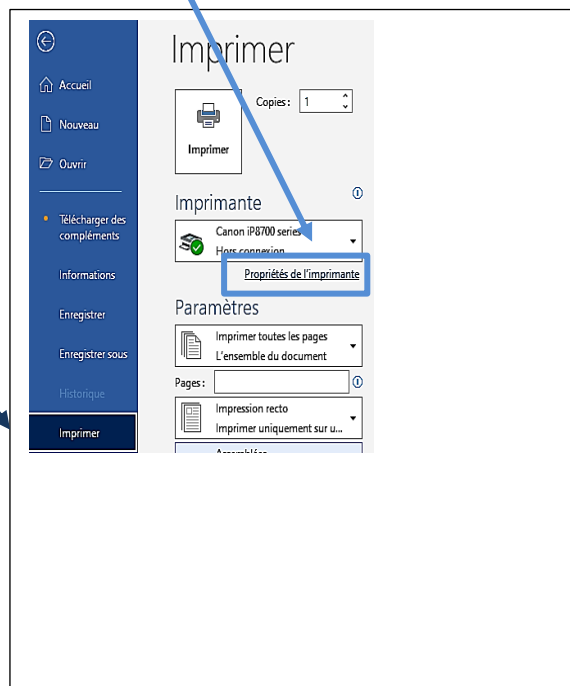 Accueil
Nouveau
Ouvrir
Télécharger des
compléments
Informations
Enregistrer
Enregistrer sous
Historique
Imprimer
Imprimer
Copies : 1
Imprimer
Imprimante
Canon iP8700 series
Hors connexion
Propriétés de l'imprimante
Paramètres
Imprimer toutes les pages
L'ensemble du document
Pages :
Impression recto
Imprimer uniquement sur u...
Assemblées